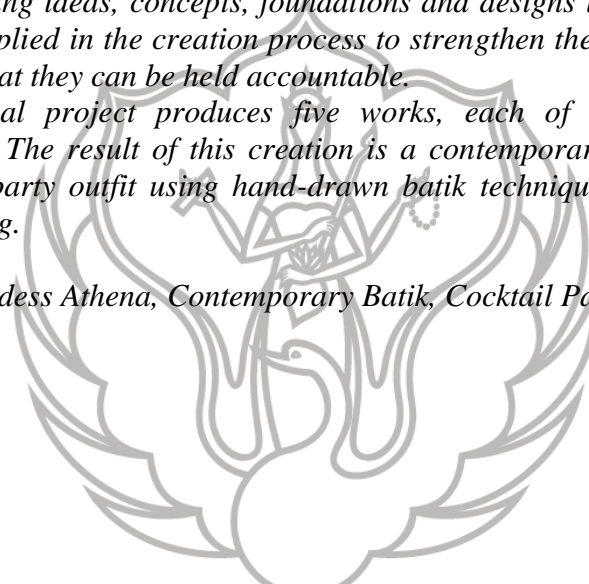 ng ideas, concepts, foundations and designs
plied in the creation process to strengthen the
at they can be held accountable.
al project produces five works, each of
The result of this creation is a contemporar
party outfit using hand-drawn batik techniqu
g.
dess Athena, Contemporary Batik, Cocktail Pa